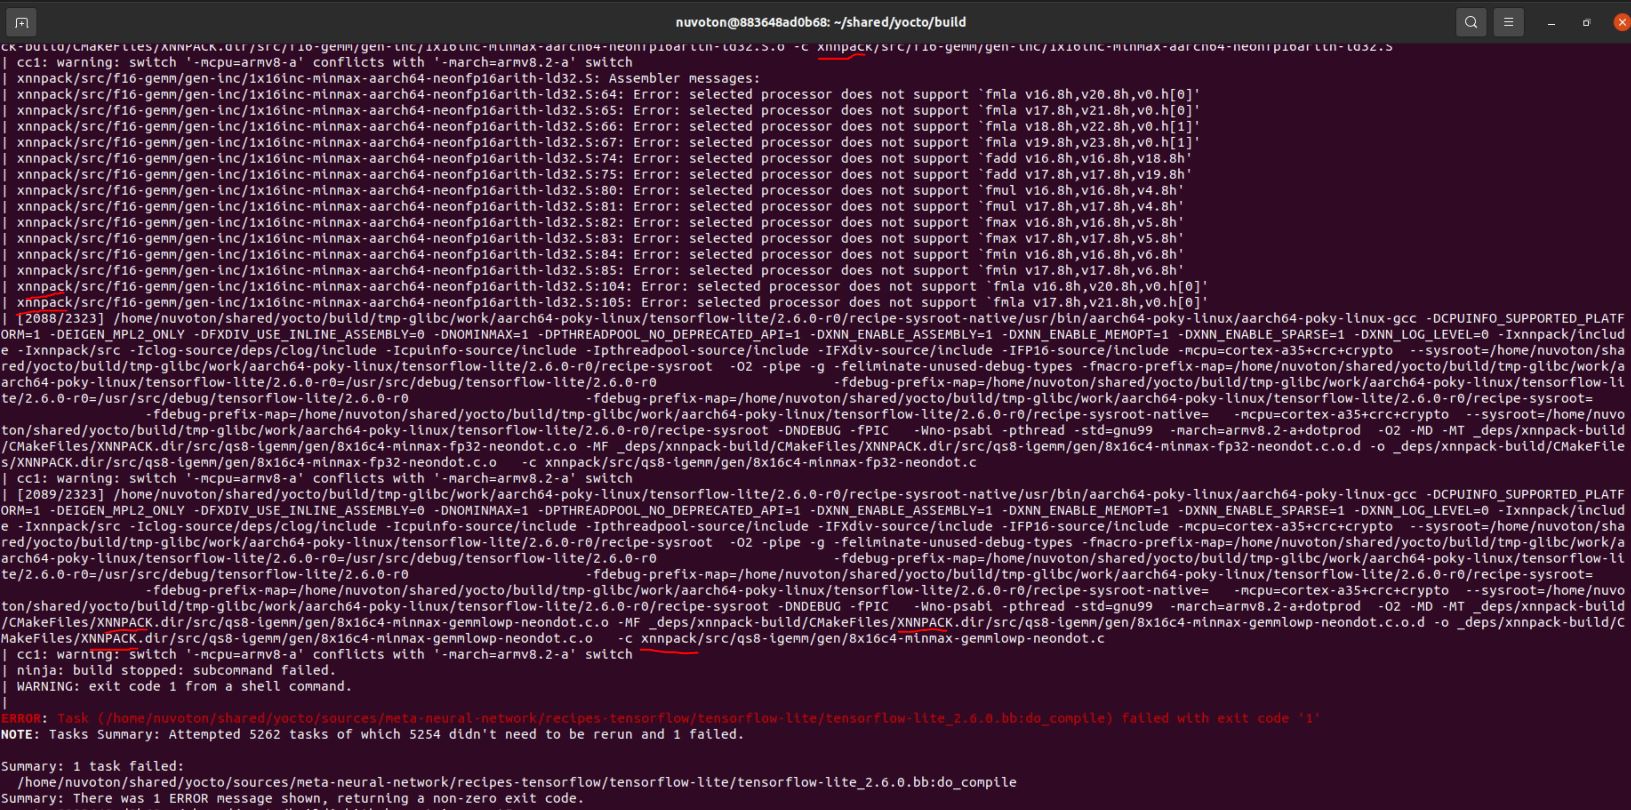 nuvoton@883648ad0b68: ~/shared/yocto/build
ck-build/CMakeFiles/XNNPACK.dir/src/f16-gemm/gen-inc/1x16inc-minmax-aarch64-neonfp16arith-ld32.S.o -c xnnpack/src/f16-gemm/gen-inc/1x16inc-minmax-aarch64-neonfp16arith-ld32.S
| cc1: warning: switch '-mcpu=armv8-a' conflicts with '-march=armv8.2-a' switch
| xnnpack/src/f16-gemm/gen-inc/1x16inc-minmax-aarch64-neonfp16arith-ld32.S: Assembler messages:
| xnnpack/src/f16-gemm/gen-inc/1x16inc-minmax-aarch64-neonfp16arith-ld32.S:64: Error: selected processor does not support `fmla v16.8h,v20.8h,v0.h[0]'
| xnnpack/src/f16-gemm/gen-inc/1x16inc-minmax-aarch64-neonfp16arith-ld32.S:65: Error: selected processor does not support `fmla v17.8h,v21.8h,v0.h[0]'
| xnnpack/src/f16-gemm/gen-inc/1x16inc-minmax-aarch64-neonfp16arith-ld32.S:66: Error: selected processor does not support `fmla v18.8h,v22.8h,v0.h[1]'
| xnnpack/src/f16-gemm/gen-inc/1x16inc-minmax-aarch64-neonfp16arith-ld32.S:67: Error: selected processor does not support `fmla v19.8h,v23.8h,v0.h[1]'
| xnnpack/src/f16-gemm/gen-inc/1x16inc-minmax-aarch64-neonfp16arith-ld32.S:74: Error: selected processor does not support `fadd v16.8h,v16.8h,v18.8h'
| xnnpack/src/f16-gemm/gen-inc/1x16inc-minmax-aarch64-neonfp16arith-ld32.S:75: Error: selected processor does not support `fadd v17.8h,v17.8h,v19.8h'
| xnnpack/src/f16-gemm/gen-inc/1x16inc-minmax-aarch64-neonfp16arith-ld32.S:80: Error: selected processor does not support `fmul v16.8h,v16.8h,v4.8h'
| xnnpack/src/f16-gemm/gen-inc/1x16inc-minmax-aarch64-neonfp16arith-ld32.S:81: Error: selected processor does not support `fmul v17.8h,v17.8h,v4.8h'
| xnnpack/src/f16-gemm/gen-inc/1x16inc-minmax-aarch64-neonfp16arith-ld32.S:82: Error: selected processor does not support `fmax v16.8h,v16.8h,v5.8h'
| xnnpack/src/f16-gemm/gen-inc/1x16inc-minmax-aarch64-neonfp16arith-ld32.S:83: Error: selected processor does not support `fmax v17.8h,v17.8h,v5.8h'
| xnnpack/src/f16-gemm/gen-inc/1x16inc-minmax-aarch64-neonfp16arith-ld32.S:84: Error: selected processor does not support `fmin v16.8h,v16.8h,v6.8h'
| xnnpack/src/f16-gemm/gen-inc/1x16inc-minmax-aarch64-neonfp16arith-ld32.S:85: Error: selected processor does not support `fmin v17.8h,v17.8h,v6.8h'
| xnnpack/src/f16-gemm/gen-inc/1x16inc-minmax-aarch64-neonfp16arith-ld32.S:104: Error: selected processor does not support `fmla v16.8h,v20.8h,v0.h[0]'
| xnnpack/src/f16-gemm/gen-inc/1x16inc-minmax-aarch64-neonfp16arith-ld32.S:105: Error: selected processor does not support `fmla v17.8h,v21.8h,v0.h[0]'
| [2088/2323] /home/nuvoton/shared/yocto/build/tmp-glibc/work/aarch64-poky-linux/tensorflow-lite/2.6.0-r0/recipe-sysroot-native/usr/bin/aarch64-poky-linux/aarch64-poky-linux-gcc -DCPUINFO_SUPPORTED_PLATF
ORM=1 -DEIGEN_MPL2_ONLY -DFXDIV_USE_INLINE_ASSEMBLY=0 -DNOMINMAX=1 -DPTHREADPOOL_NO_DEPRECATED_API=1 -DXNN_ENABLE_ASSEMBLY=1 -DXNN_ENABLE_MEMOPT=1 -DXNN_ENABLE_SPARSE=1 -DXNN_LOG_LEVEL=0 -Ixnnpack/includ
e -Ixnnpack/src -Iclog-source/deps/clog/include -Icpuinfo-source/include -Ipthreadpool-source/include -IFXdiv-source/include -IFP16-source/include -mcpu=cortex-a35+crc+crypto  --sysroot=/home/nuvoton/sha
red/yocto/build/tmp-glibc/work/aarch64-poky-linux/tensorflow-lite/2.6.0-r0/recipe-sysroot  -O2 -pipe -g -feliminate-unused-debug-types -fmacro-prefix-map=/home/nuvoton/shared/yocto/build/tmp-glibc/work/a
arch64-poky-linux/tensorflow-lite/2.6.0-r0=/usr/src/debug/tensorflow-lite/2.6.0-r0 -fdebug-prefix-map=/home/nuvoton/shared/yocto/build/tmp-glibc/work/aarch64-poky-linux/tensorflow-li
te/2.6.0-r0=/usr/src/debug/tensorflow-lite/2.6.0-r0 -fdebug-prefix-map=/home/nuvoton/shared/yocto/build/tmp-glibc/work/aarch64-poky-linux/tensorflow-lite/2.6.0-r0/recipe-sysroot=
-fdebug-prefix-map=/home/nuvoton/shared/yocto/build/tmp-glibc/work/aarch64-poky-linux/tensorflow-lite/2.6.0-r0/recipe-sysroot-native=   -mcpu=cortex-a35+crc+crypto  --sysroot=/home/nuvo
ton/shared/yocto/build/tmp-glibc/work/aarch64-poky-linux/tensorflow-lite/2.6.0-r0/recipe-sysroot -DNDEBUG -fPIC   -Wno-psabi -pthread -std=gnu99  -march=armv8.2-a+dotprod  -O2 -MD -MT _deps/xnnpack-build
/CMakeFiles/XNNPACK.dir/src/qs8-igemm/gen/8x16c4-minmax-fp32-neondot.c.o -MF _deps/xnnpack-build/CMakeFiles/XNNPACK.dir/src/qs8-igemm/gen/8x16c4-minmax-fp32-neondot.c.o.d -o _deps/xnnpack-build/CMakeFile
s/XNNPACK.dir/src/qs8-igemm/gen/8x16c4-minmax-fp32-neondot.c.o   -c xnnpack/src/qs8-igemm/gen/8x16c4-minmax-fp32-neondot.c
| cc1: warning: switch '-mcpu=armv8-a' conflicts with '-march=armv8.2-a' switch
| [2089/2323] /home/nuvoton/shared/yocto/build/tmp-glibc/work/aarch64-poky-linux/tensorflow-lite/2.6.0-r0/recipe-sysroot-native/usr/bin/aarch64-poky-linux/aarch64-poky-linux-gcc -DCPUINFO_SUPPORTED_PLATF
ORM=1 -DEIGEN_MPL2_ONLY -DFXDIV_USE_INLINE_ASSEMBLY=0 -DNOMINMAX=1 -DPTHREADPOOL_NO_DEPRECATED_API=1 -DXNN_ENABLE_ASSEMBLY=1 -DXNN_ENABLE_MEMOPT=1 -DXNN_ENABLE_SPARSE=1 -DXNN_LOG_LEVEL=0 -Ixnnpack/includ
e -Ixnnpack/src -Iclog-source/deps/clog/include -Icpuinfo-source/include -Ipthreadpool-source/include -IFXdiv-source/include -IFP16-source/include -mcpu=cortex-a35+crc+crypto  --sysroot=/home/nuvoton/sha
red/yocto/build/tmp-glibc/work/aarch64-poky-linux/tensorflow-lite/2.6.0-r0/recipe-sysroot  -O2 -pipe -g -feliminate-unused-debug-types -fmacro-prefix-map=/home/nuvoton/shared/yocto/build/tmp-glibc/work/a
arch64-poky-linux/tensorflow-lite/2.6.0-r0=/usr/src/debug/tensorflow-lite/2.6.0-r0 -fdebug-prefix-map=/home/nuvoton/shared/yocto/build/tmp-glibc/work/aarch64-poky-linux/tensorflow-li
te/2.6.0-r0=/usr/src/debug/tensorflow-lite/2.6.0-r0 -fdebug-prefix-map=/home/nuvoton/shared/yocto/build/tmp-glibc/work/aarch64-poky-linux/tensorflow-lite/2.6.0-r0/recipe-sysroot=
-fdebug-prefix-map=/home/nuvoton/shared/yocto/build/tmp-glibc/work/aarch64-poky-linux/tensorflow-lite/2.6.0-r0/recipe-sysroot-native=   -mcpu=cortex-a35+crc+crypto  --sysroot=/home/nuvo
ton/shared/yocto/build/tmp-glibc/work/aarch64-poky-linux/tensorflow-lite/2.6.0-r0/recipe-sysroot -DNDEBUG -fPIC   -Wno-psabi -pthread -std=gnu99  -march=armv8.2-a+dotprod  -O2 -MD -MT _deps/xnnpack-build
/CMakeFiles/XNNPACK.dir/src/qs8-igemm/gen/8x16c4-minmax-gemmlowp-neondot.c.o -MF _deps/xnnpack-build/CMakeFiles/XNNPACK.dir/src/qs8-igemm/gen/8x16c4-minmax-gemmlowp-neondot.c.o.d -o _deps/xnnpack-build/C
MakeFiles/XNNPACK.dir/src/qs8-igemm/gen/8x16c4-minmax-gemmlowp-neondot.c.o   -c xnnpack/src/qs8-igemm/gen/8x16c4-minmax-gemmlowp-neondot.c
| cc1: warning: switch '-mcpu=armv8-a' conflicts with '-march=armv8.2-a' switch
| ninja: build stopped: subcommand failed.
| WARNING: exit code 1 from a shell command.
|
ERROR: Task (/home/nuvoton/shared/yocto/sources/meta-neural-network/recipes-tensorflow/tensorflow-lite/tensorflow-lite_2.6.0.bb:do_compile) failed with exit code '1'
NOTE: Tasks Summary: Attempted 5262 tasks of which 5254 didn't need to be rerun and 1 failed.
Summary: 1 task failed:
/home/nuvoton/shared/yocto/sources/meta-neural-network/recipes-tensorflow/tensorflow-lite/tensorflow-lite_2.6.0.bb:do_compile
Summary: There was 1 ERROR message shown, returning a non-zero exit code.